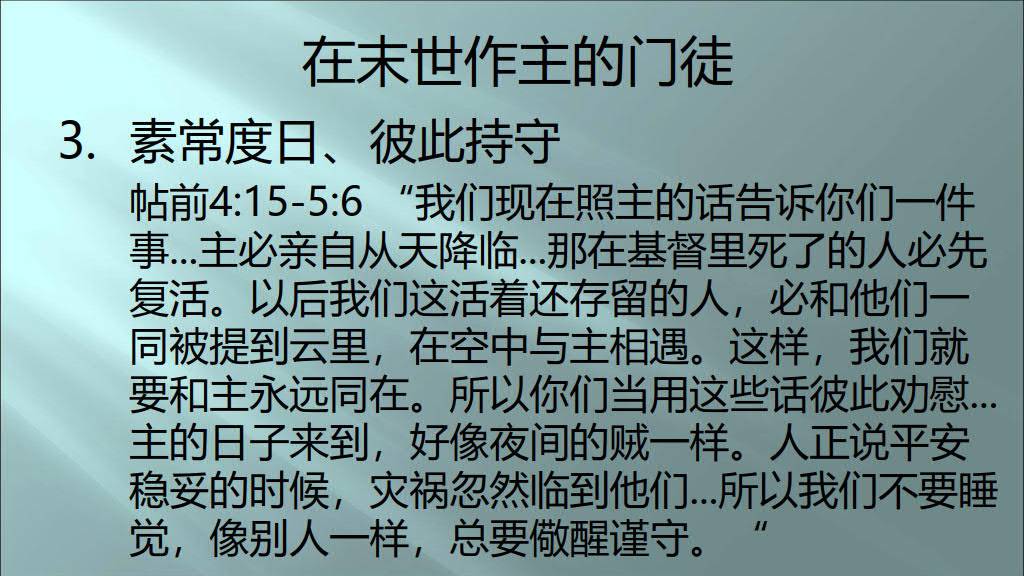 在末世作主的门徒
3. 素常度日、彼此持守
帖前4:15-5:6 “我们现在照主的话告诉你们一件
事...主必亲自从天降临...那在基督里死了的人必先
复活。以后我们这活着还存留的人，必和他们一
同被提到云里，在空中与主相遇。这样，我们就
要和主永远同在。所以你们当用这些话彼此劝慰...
主的日子来到，好像夜间的贼一样。人正说平安
稳妥的时候，灾祸忽然临到他们...所以我们不要睡
觉，像别人一样，总要儆醒谨守。 “